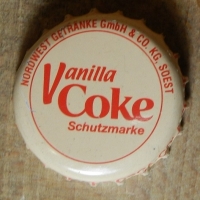 NORDWEST GETRÄNKE GmbH & CO. KG. SOEST
Vanilla
Coke
Schutzmarke